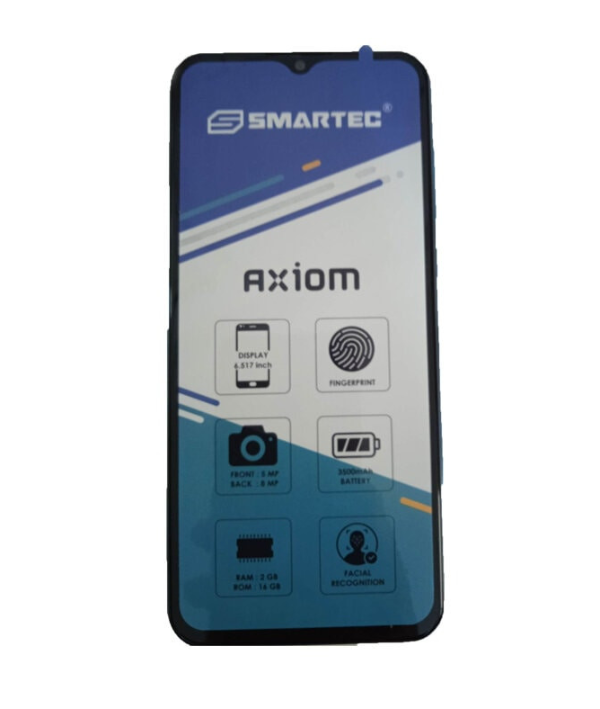 SMARTEC®
AXIOM
DISPLAY
6.517 Inch
FINGERPRINT
FRONT : 5 MP
BACK : 8 MP
3500mAH
BATTERY
RAM : 2 GB
ROM : 16 GB
FACIAL
RECOGNITION